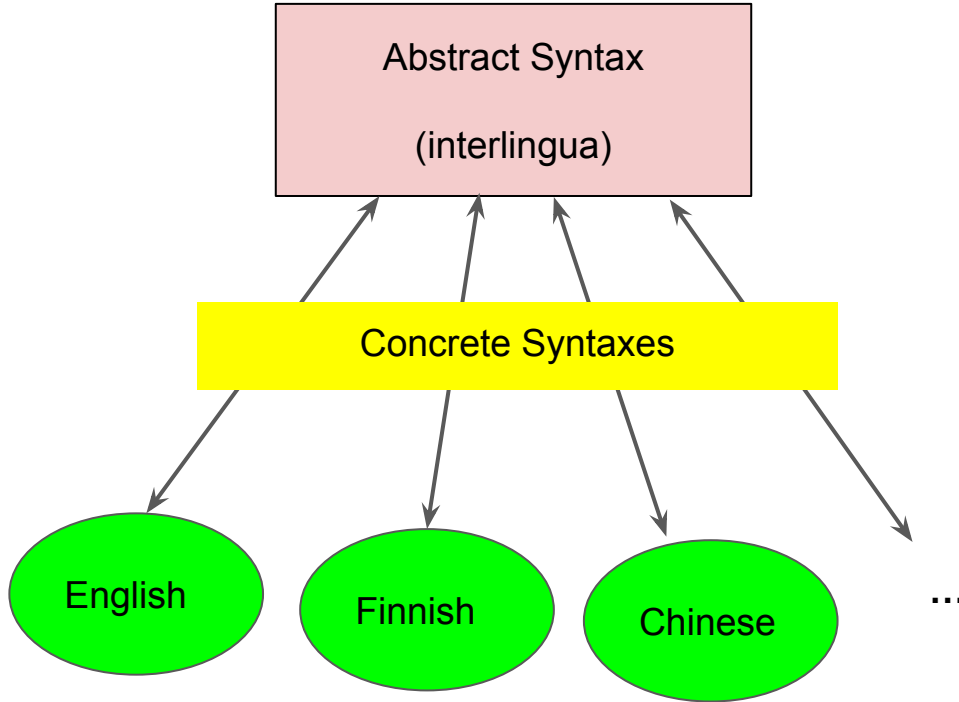 Abstract Syntax
(interlingua)
Concrete Syntaxes
English
Finnish
Chinese
...